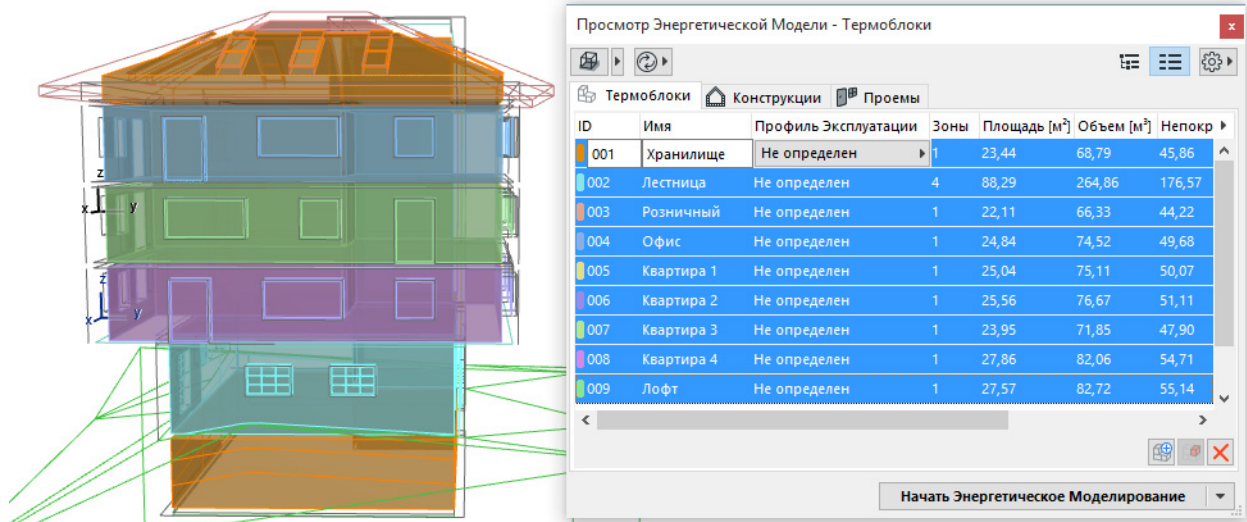 Просмотр Энергетической Модели - Термоблоки
x
Термоблоки Конструкции Проемы
ID Имя Профиль Эксплуатации Зоны Площадь [м²] Объем [м³] Непокр
001 Хранилище Не определен 1 23,44 68,79 45,86
002 Лестница Не определен 4 88,29 264,86 176,57
003 Розничный Не определен 1 22,11 66,33 44,22
004 Офис Не определен 1 24,84 74,52 49,68
005 Квартира 1 Не определен 1 25,04 75,11 50,07
006 Квартира 2 Не определен 1 25,56 76,67 51,11
007 Квартира 3 Не определен 1 23,95 71,85 47,90
008 Квартира 4 Не определен 1 27,86 82,06 54,71
009 Лофт Не определен 1 27,57 82,72 55,14
Начать Энергетическое Моделирование
z
x y
z
x y